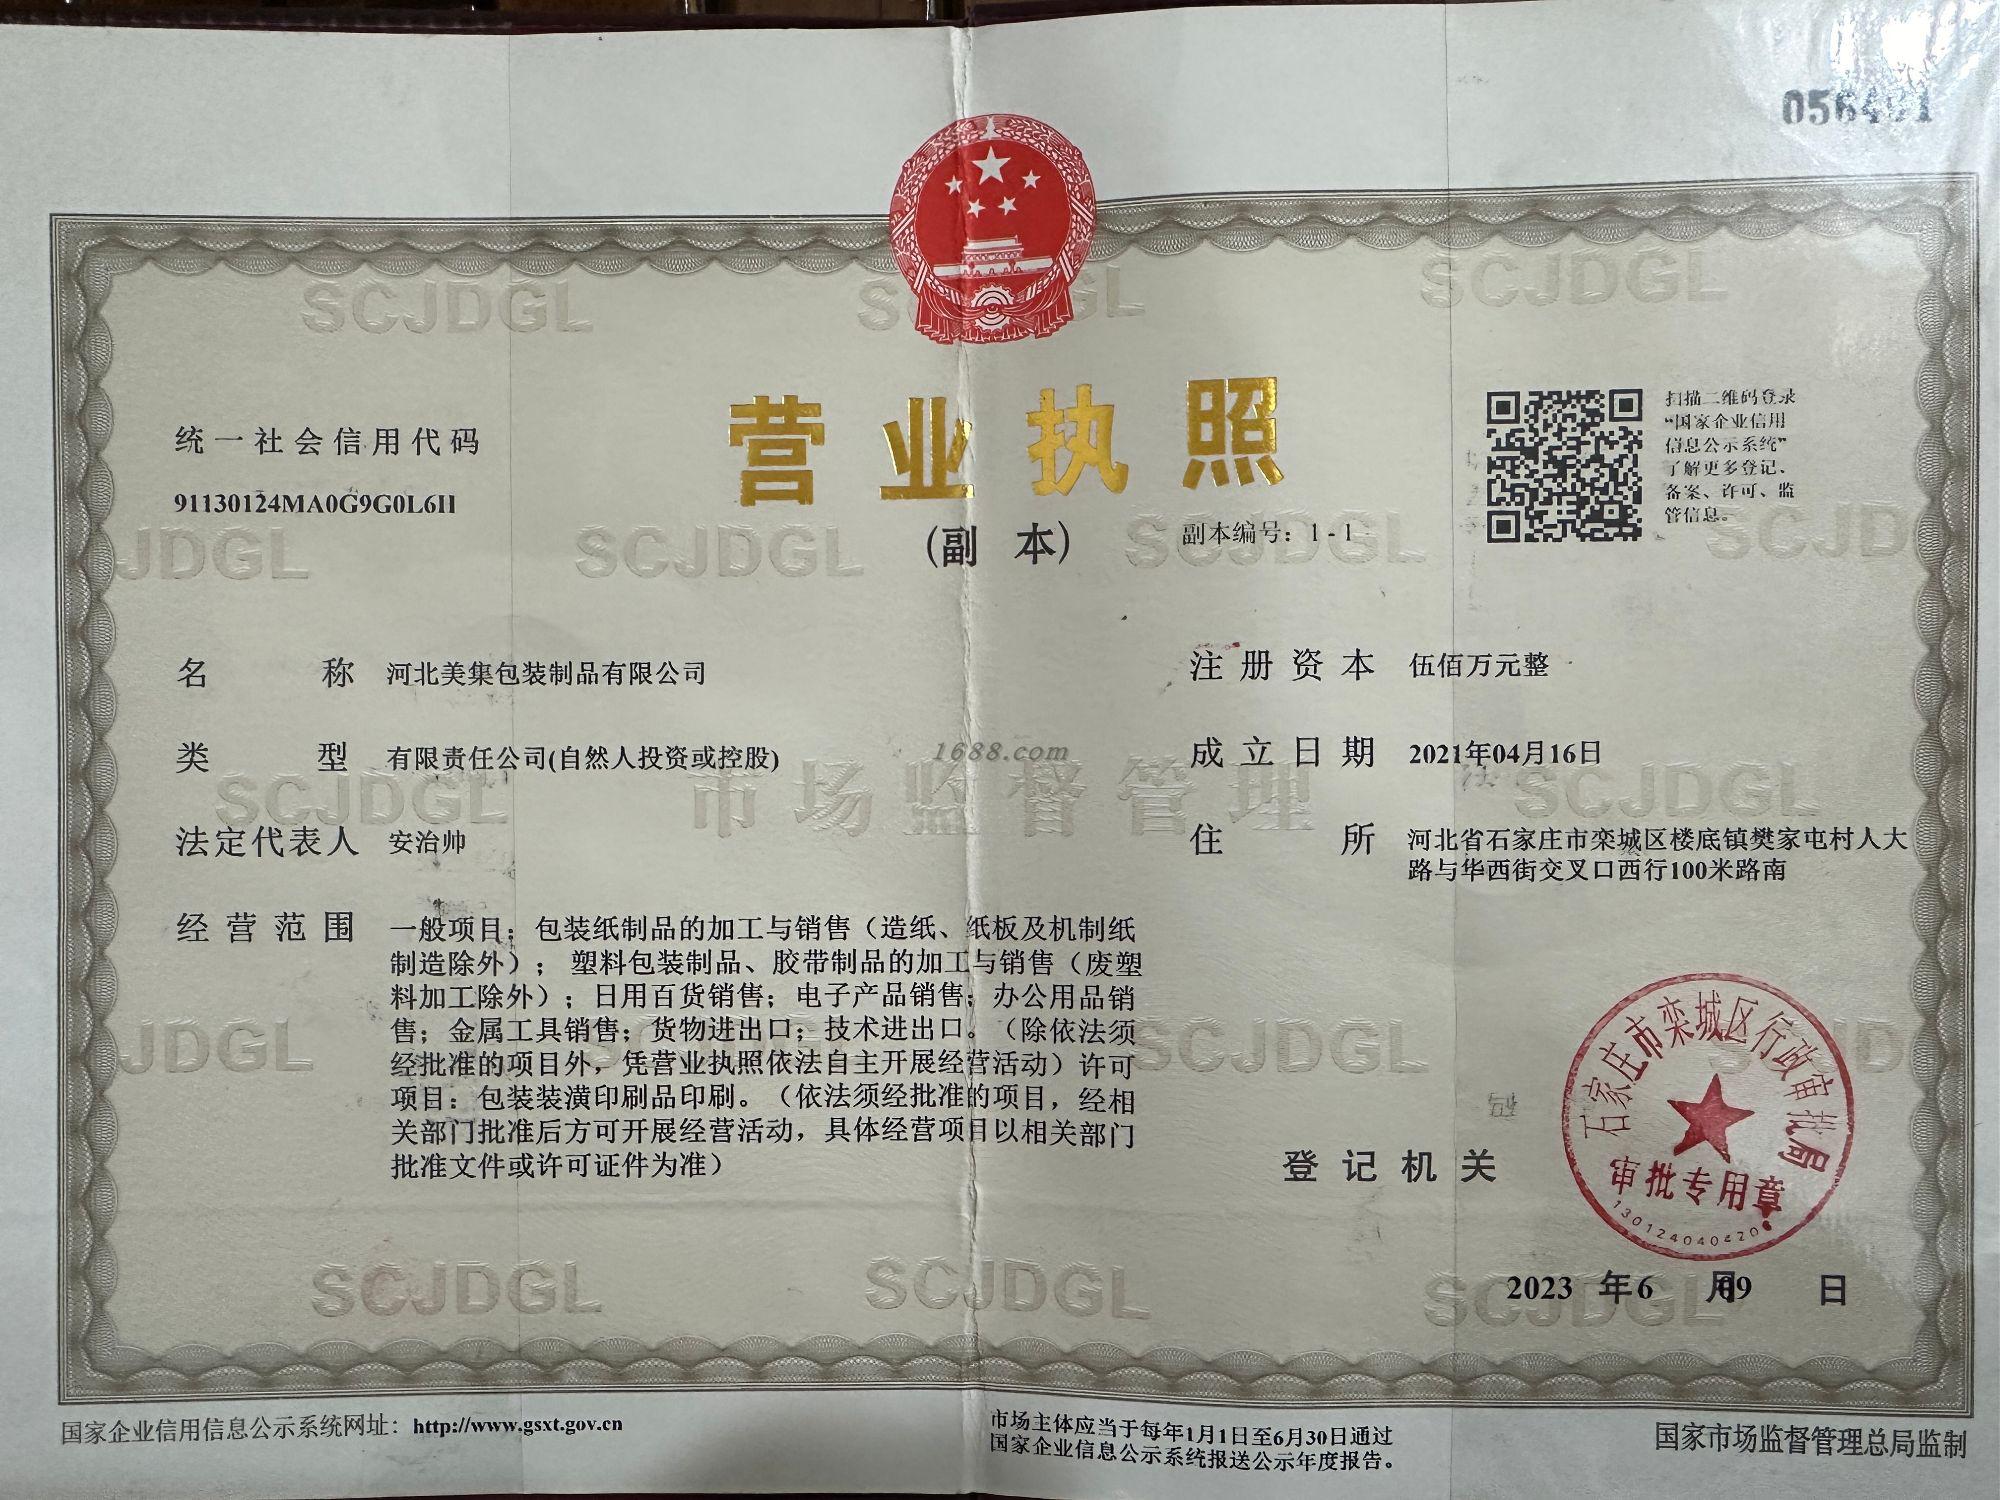 统一社会信用代码
91130124MA0G9G0L6H
营业执照
(副本)
副本编号：1-1
扫描二维码登录
“国家企业信用
信息公示系统”
了解更多登记、
备案、许可、监
管信息。
名称 河北美集包装制品有限公司
类型 有限责任公司(自然人投资或控股)
法定代表人 安治帅
经营范围 一般项目：包装纸制品的加工与销售（造纸、纸板及机制纸
制造除外）；塑料包装制品、胶带制品的加工与销售（废塑
料加工除外）；日用百货销售；电子产品销售；办公用品销
售；金属工具销售；货物进出口；技术进出口。（除依法须
经批准的项目外，凭营业执照依法自主开展经营活动）许可
项目：包装装潢印刷品印刷。（依法须经批准的项目，经相
关部门批准后方可开展经营活动，具体经营项目以相关部门
批准文件或许可证件为准）
注册资本 伍佰万元整
成立日期 2021年04月16日
住所 河北省石家庄市栾城区楼底镇樊家屯村人大
路与华西街交叉口西行100米路南
登记机关
石家庄市栾城区行政审批局
审批专用章
2023 年6 月09 日
1688.com
SCJDGL
市场监督管理
国家企业信用信息公示系统网址：http://www.gsxt.gov.cn
市场主体应当于每年1月1日至6月30日通过
国家企业信用信息公示系统报送公示年度报告。
国家市场监督管理总局监制